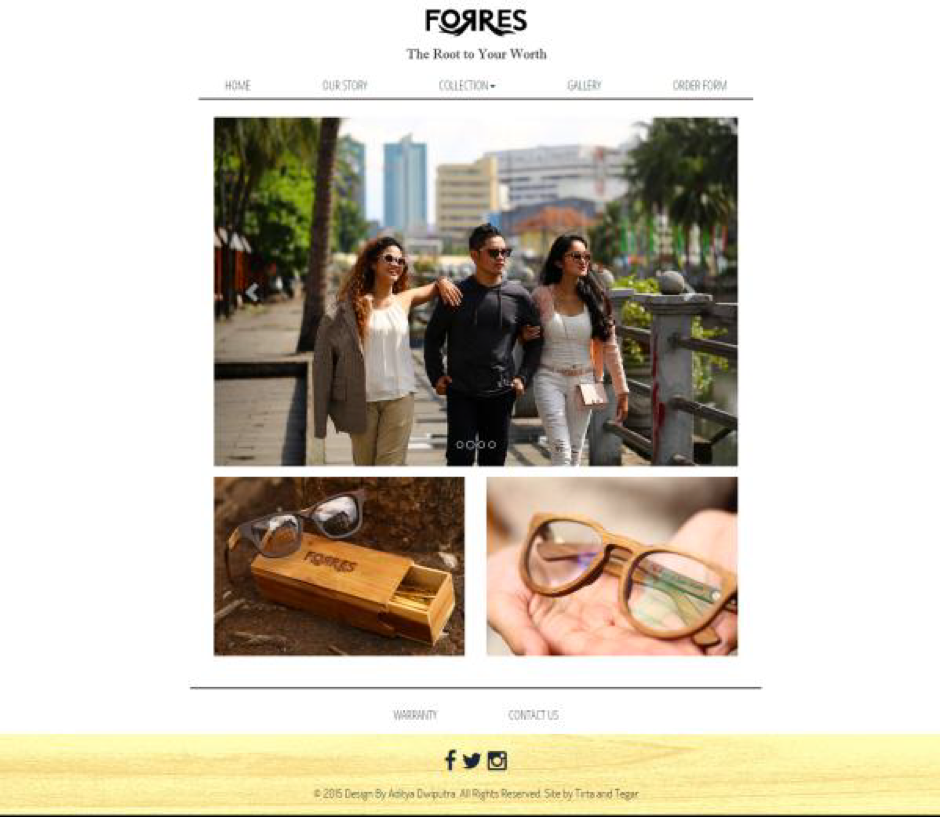 FORRES
The Root to Your Worth
HOME OUR STORY COLLECTION GALLERY ORDER FORM
FORRES
WARRANTY CONTACT US
© 2015 Design By Aditya Dwiputra. All Rights Reserved. Site by Tirta and Tegar